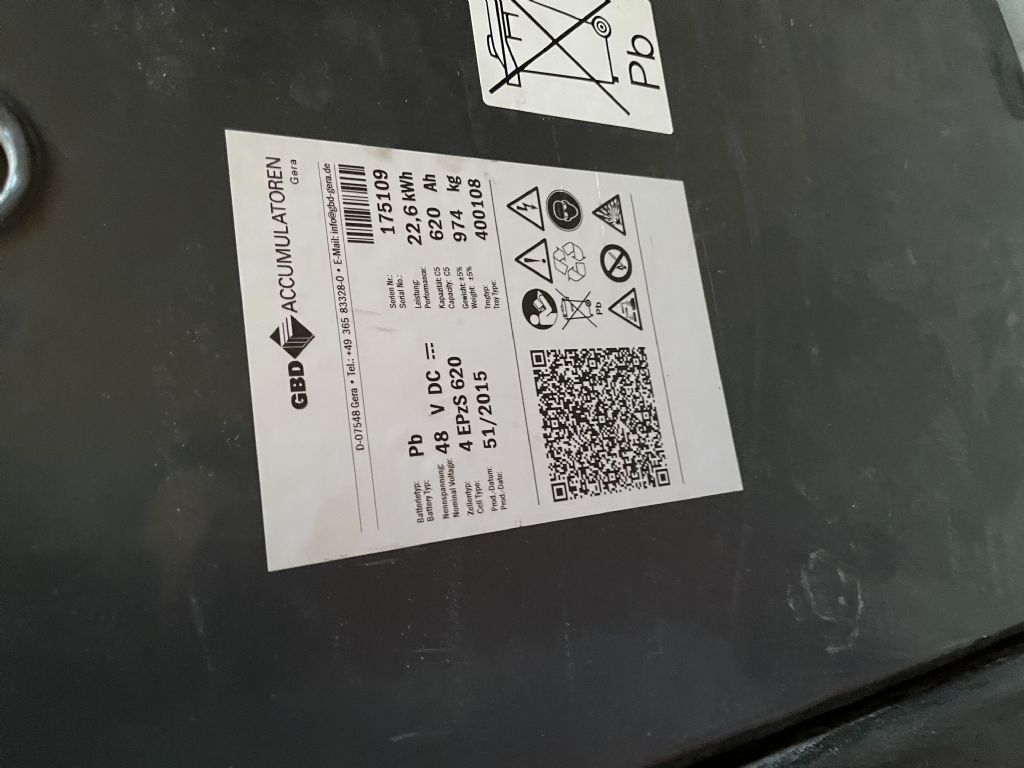 GBD ACCUMULATOREN
Gera
D-07548 Gera • Tel.: +49 365 83328-0 • E-Mail: info@gbd-gera.de
Serien Nr.: 175109
Serial No.:
Batterietyp: Pb
Battery Typ:
Leistung: 22,6 kWh
Performance:
Nennspannung: 48 V DC
Nominal Voltage:
Kapazität: C5 620 Ah
Capacity: C5
Zellentyp: 4 EPzS 620
Cell Type:
Gewicht: ±5% 974 kg
Weight: ±5%
Prod.-Datum: 51/2015
Prod.-Date:
Trogtyp: 400108
Tray Type:
Pb
Pb